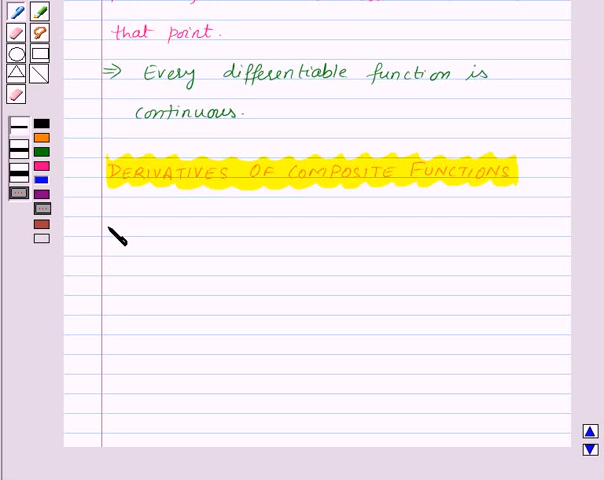 that point.
⇒ Every differentiable function is
continuous.
DERIVATIVES OF COMPOSITE FUNCTIONS